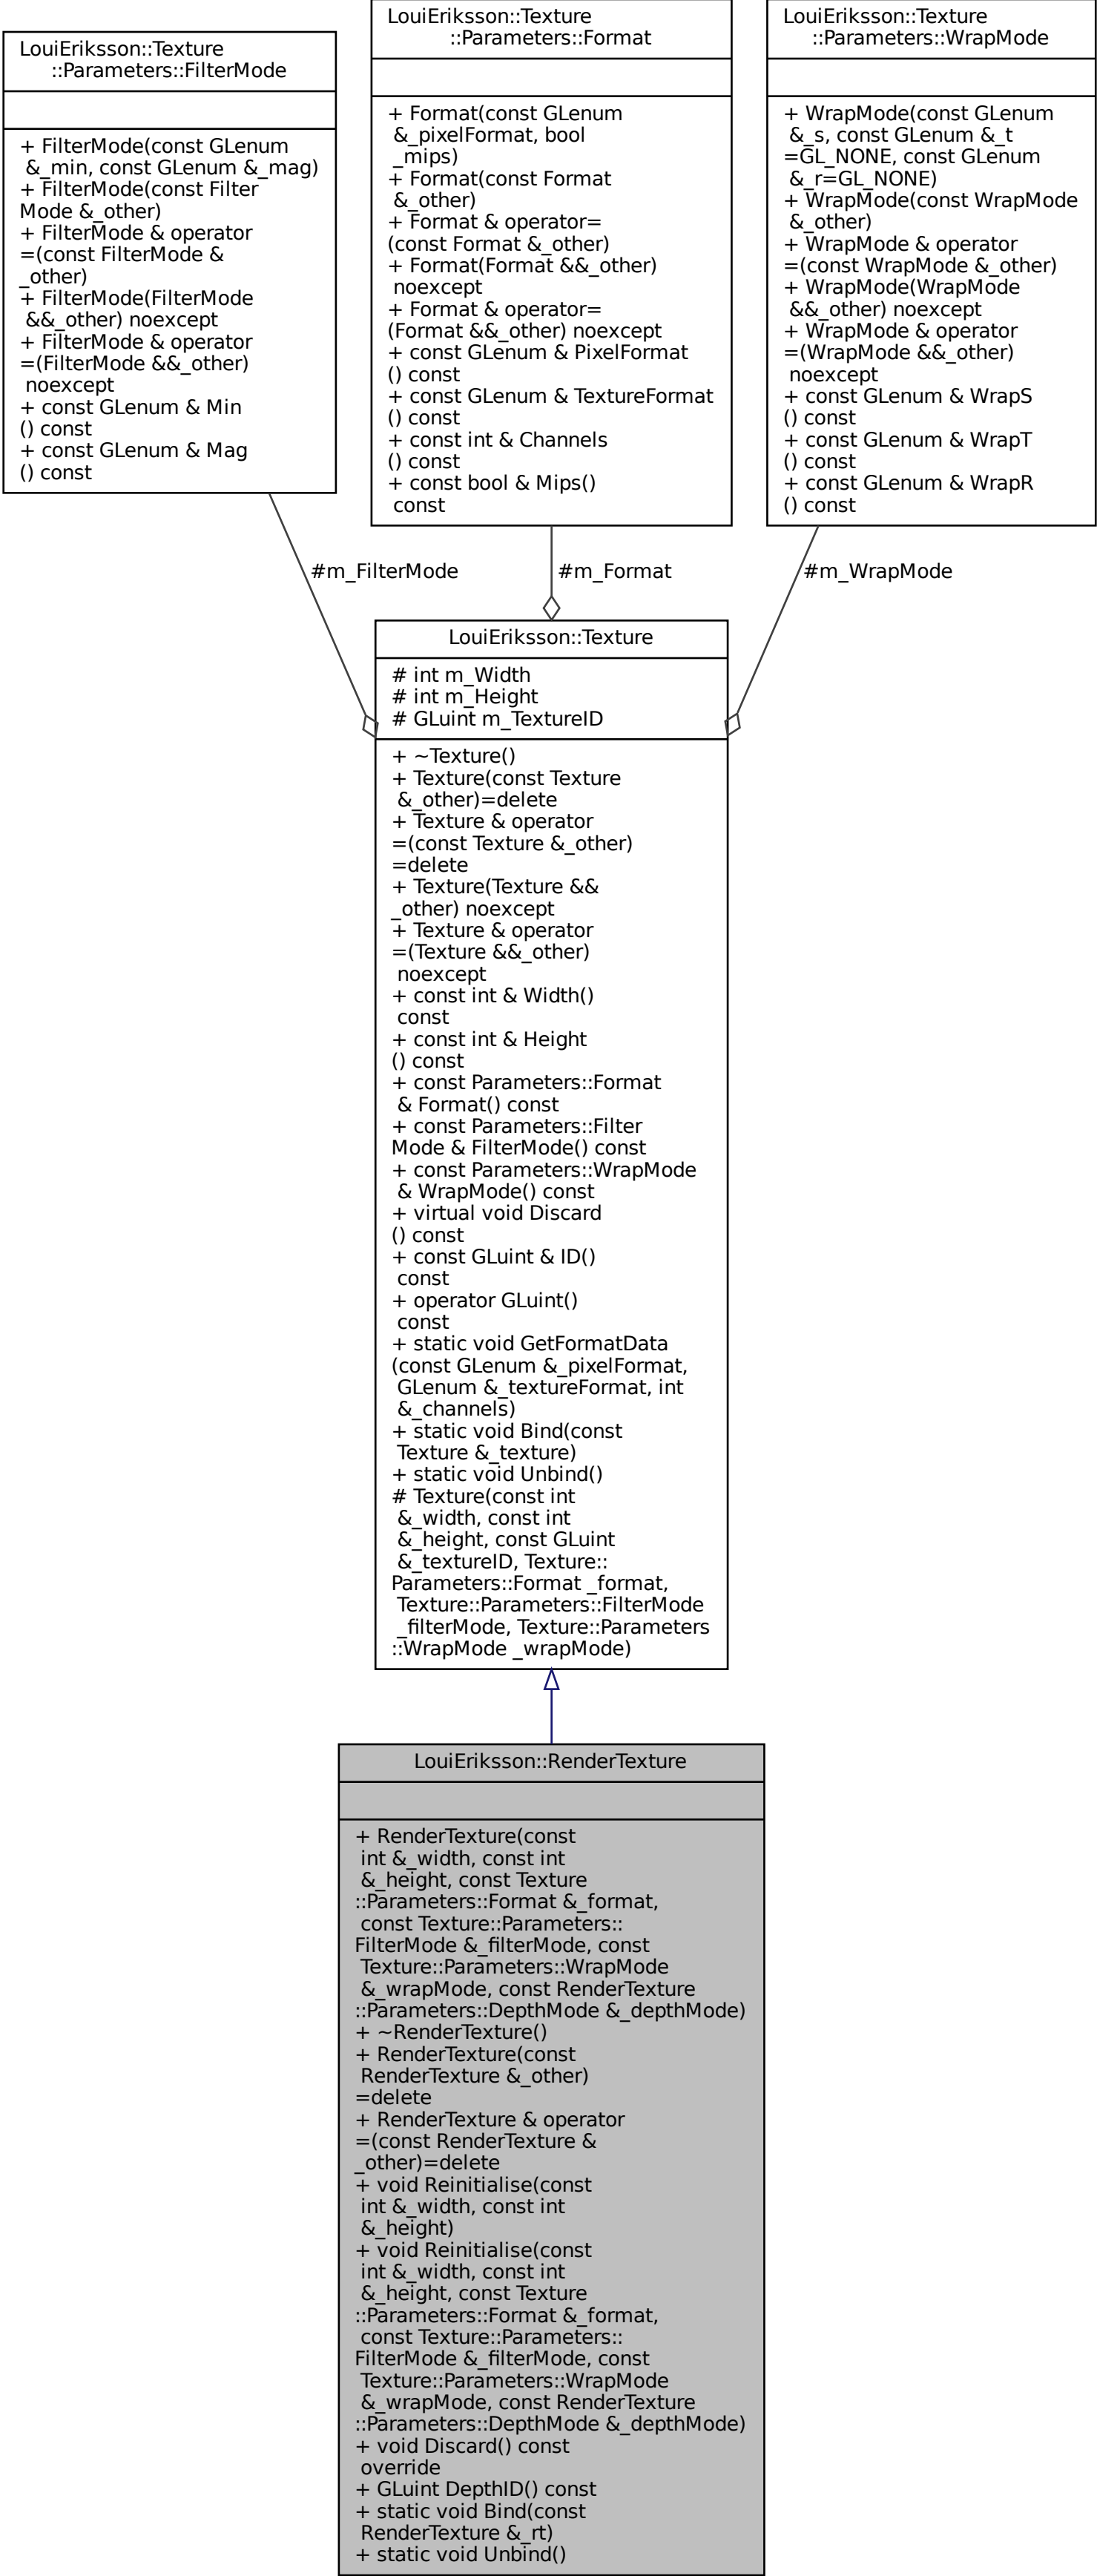 LouiEriksson::Texture
::Parameters::FilterMode
+ FilterMode(const GLenum
&_min, const GLenum &_mag)
+ FilterMode(const Filter
Mode &_other)
+ FilterMode & operator
=(const FilterMode &
_other)
+ FilterMode(FilterMode
&&_other) noexcept
+ FilterMode & operator
=(FilterMode &&_other)
noexcept
+ const GLenum & Min
() const
+ const GLenum & Mag
() const
LouiEriksson::Texture
::Parameters::Format
+ Format(const GLenum
&_pixelFormat, bool
_mips)
+ Format(const Format
&_other)
+ Format & operator=
(const Format &_other)
+ Format(Format &&_other)
noexcept
+ Format & operator=
(Format &&_other) noexcept
+ const GLenum & PixelFormat
() const
+ const GLenum & TextureFormat
() const
+ const int & Channels
() const
+ const bool & Mips()
const
LouiEriksson::Texture
::Parameters::WrapMode
+ WrapMode(const GLenum
&_s, const GLenum &_t
=GL_NONE, const GLenum
&_r=GL_NONE)
+ WrapMode(const WrapMode
&_other)
+ WrapMode & operator
=(const WrapMode &_other)
+ WrapMode(WrapMode
&&_other) noexcept
+ WrapMode & operator
=(WrapMode &&_other)
noexcept
+ const GLenum & WrapS
() const
+ const GLenum & WrapT
() const
+ const GLenum & WrapR
() const
#m_FilterMode
#m_Format
#m_WrapMode
LouiEriksson::Texture
# int m_Width
# int m_Height
# GLuint m_TextureID
+ ~Texture()
+ Texture(const Texture
&_other)=delete
+ Texture & operator
=(const Texture &_other)
=delete
+ Texture(Texture &&
_other) noexcept
+ Texture & operator
=(Texture &&_other)
noexcept
+ const int & Width()
const
+ const int & Height
() const
+ const Parameters::Format
& Format() const
+ const Parameters::Filter
Mode & FilterMode() const
+ const Parameters::WrapMode
& WrapMode() const
+ virtual void Discard
() const
+ const GLuint & ID()
const
+ operator GLuint()
const
+ static void GetFormatData
(const GLenum &_pixelFormat,
GLenum &_textureFormat, int
&_channels)
+ static void Bind(const
Texture &_texture)
+ static void Unbind()
# Texture(const int
&_width, const int
&_height, const GLuint
&_textureID, Texture::
Parameters::Format _format,
Texture::Parameters::FilterMode
_filterMode, Texture::Parameters
::WrapMode _wrapMode)
LouiEriksson::RenderTexture
+ RenderTexture(const
int &_width, const int
&_height, const Texture
::Parameters::Format &_format,
const Texture::Parameters::
FilterMode &_filterMode, const
Texture::Parameters::WrapMode
&_wrapMode, const RenderTexture
::Parameters::DepthMode &_depthMode)
+ ~RenderTexture()
+ RenderTexture(const
RenderTexture &_other)
=delete
+ RenderTexture & operator
=(const RenderTexture &
_other)=delete
+ void Reinitialise(const
int &_width, const int
&_height)
+ void Reinitialise(const
int &_width, const int
&_height, const Texture
::Parameters::Format &_format,
const Texture::Parameters::
FilterMode &_filterMode, const
Texture::Parameters::WrapMode
&_wrapMode, const RenderTexture
::Parameters::DepthMode &_depthMode)
+ void Discard() const
override
+ GLuint DepthID() const
+ static void Bind(const
RenderTexture &_rt)
+ static void Unbind()